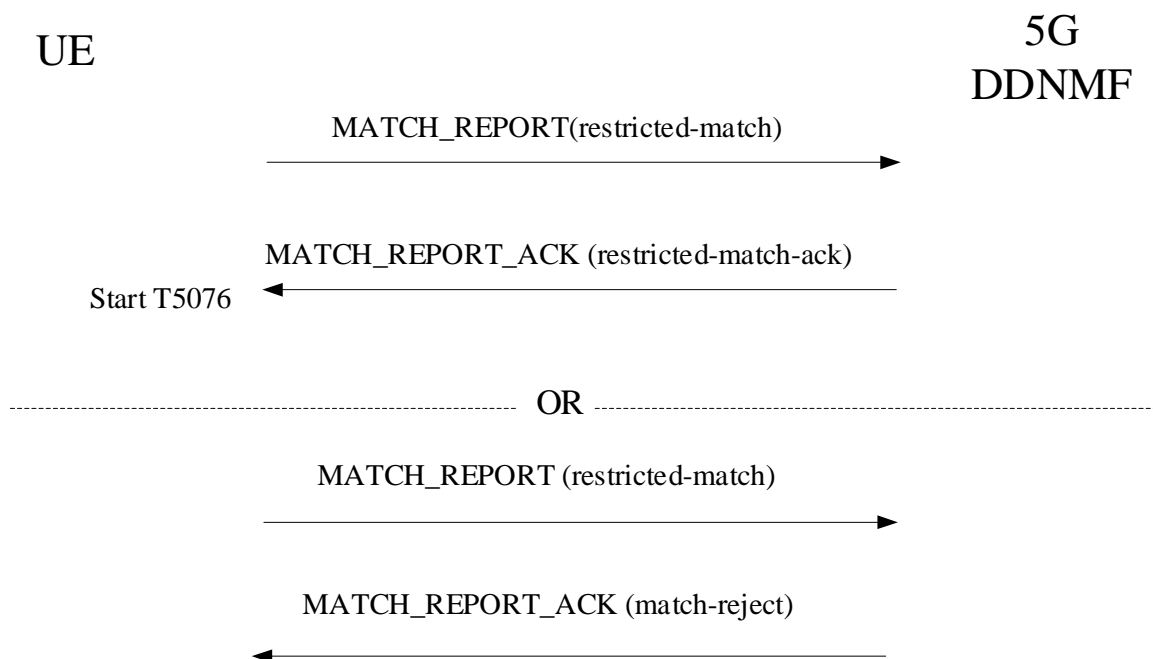 UE
5G
DDNMF
MATCH_REPORT(restricted-match)
MATCH_REPORT_ACK (restricted-match-ack)
Start T5076
OR
MATCH_REPORT (restricted-match)
MATCH_REPORT_ACK (match-reject)